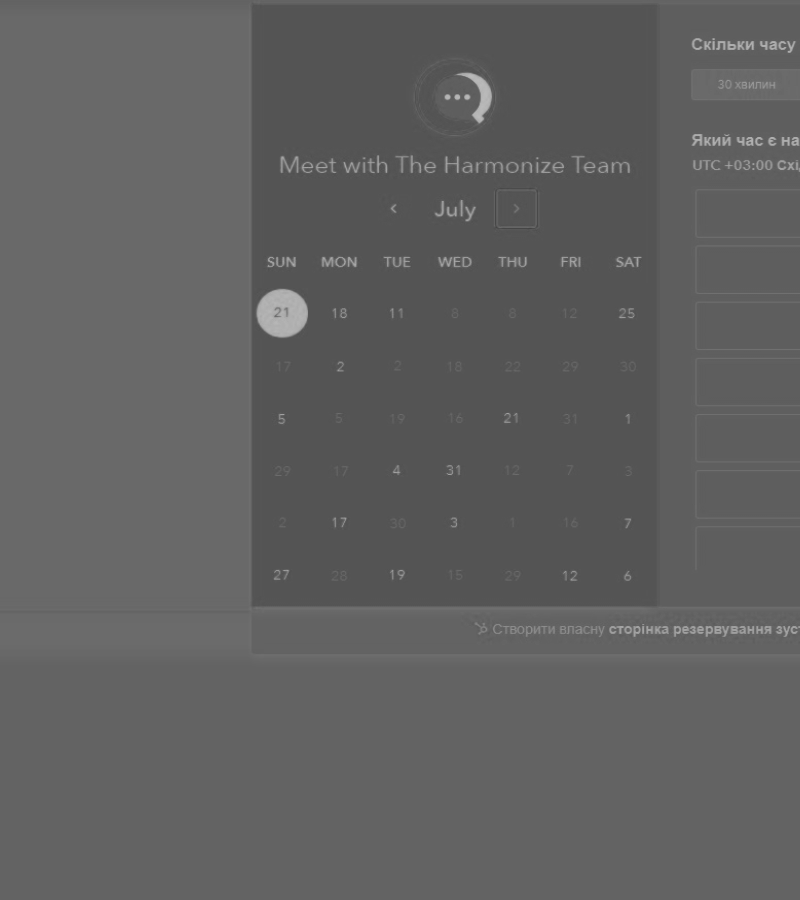 Meet with The Harmonize Team
July
SUN MON TUE WED THU FRI SAT
21 18 11 8 8 12 25
17 2 2 18 22 29 30
5 5 19 16 21 31 1
29 17 4 31 12 7 3
2 17 30 3 1 16 7
27 28 19 15 29 12 6
Скільки часу
30 хвилин
Який час є на
UTC +03:00 Схі
Створити власну сторінка резервування зуст